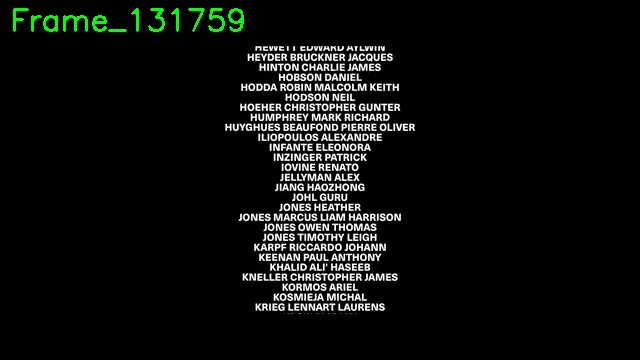 Frame_131759
HEWETT EDWARD AYLWIN
HEYDER BRUCKNER JACQUES
HINTON CHARLIE JAMES
HOBSON DANIEL
HODDA ROBIN MALCOLM KEITH
HODSON NEIL
HOEHER CHRISTOPHER GUNTER
HUMPHREY MARK RICHARD
HUYGHUES BEAUFOND PIERRE OLIVER
ILIOPOULOS ALEXANDRE
INFANTE ELEONORA
INZINGER PATRICK
IOVINE RENATO
JELLYMAN ALEX
JIANG HAOZHONG
JOHL GURU
JONES HEATHER
JONES MARCUS LIAM HARRISON
JONES OWEN THOMAS
JONES TIMOTHY LEIGH
KARPF RICCARDO JOHANN
KEENAN PAUL ANTHONY
KHALID ALI' HASEEB
KNELLER CHRISTOPHER JAMES
KORMOS ARIEL
KOSMIEJA MICHAL
KRIEG LENNART LAURENS